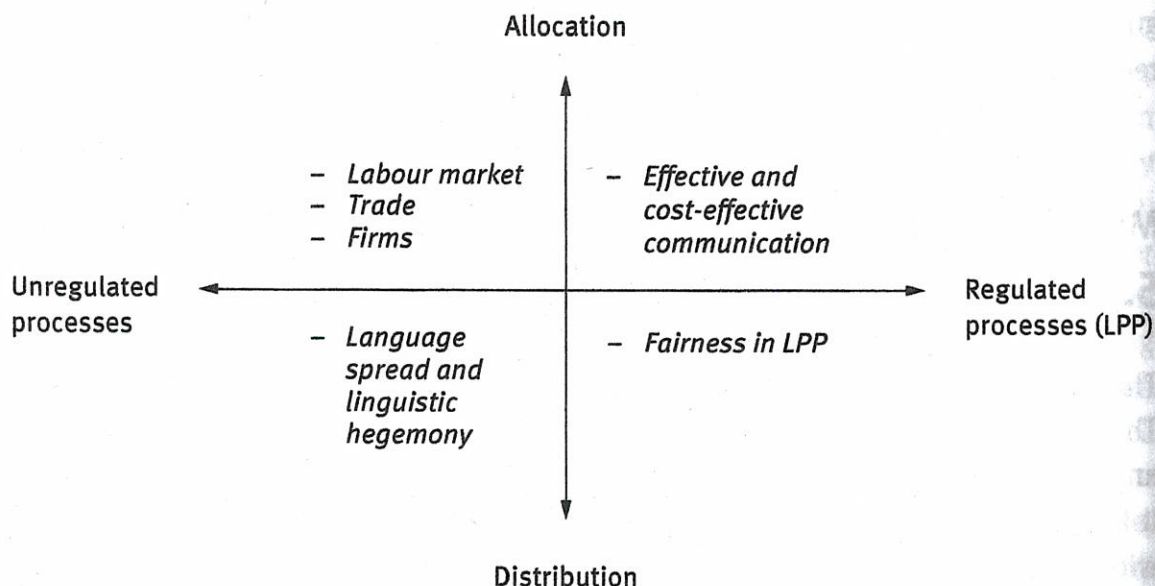 Allocation
– Labour market
– Trade
– Firms
– Effective and
cost-effective
communication
Unregulated
processes
Regulated
processes (LPP)
– Language
spread and
linguistic
hegemony
– Fairness in LPP
Distribution